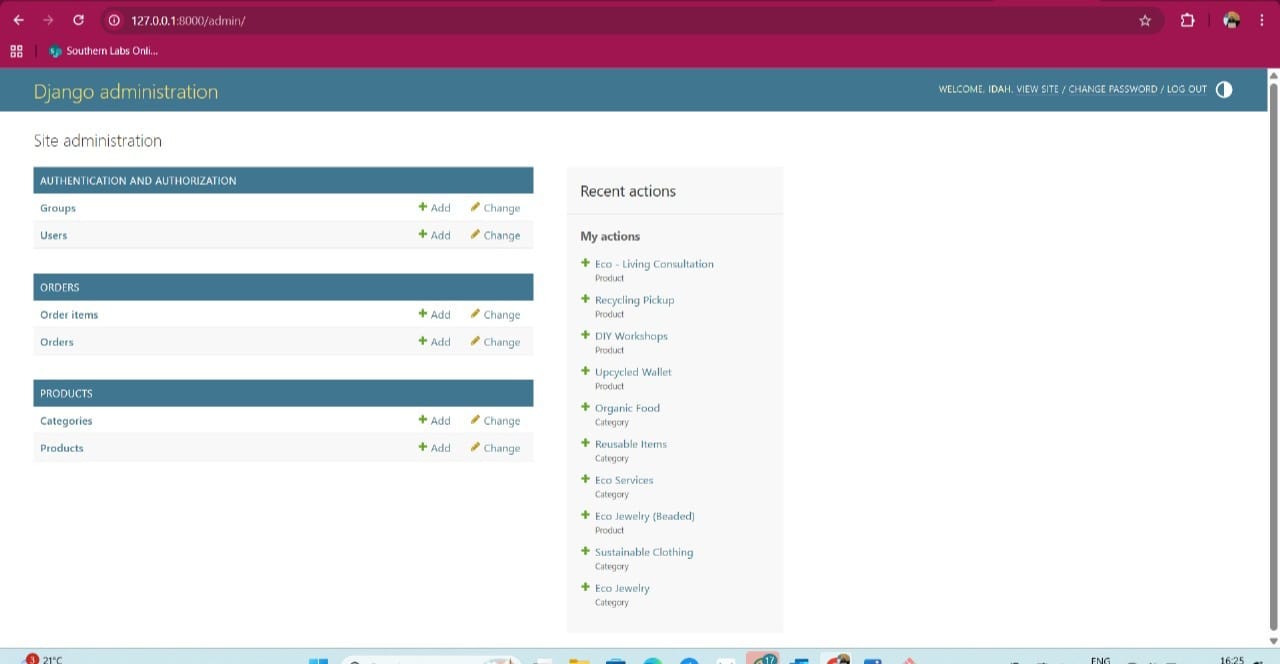 127.0.0.1:8000/admin/
Southern Labs Onli...
Django administration
WELCOME, IDAH. VIEW SITE / CHANGE PASSWORD / LOG OUT
Site administration
AUTHENTICATION AND AUTHORIZATION
Groups Add Change
Users Add Change
ORDERS
Order items Add Change
Orders Add Change
PRODUCTS
Categories Add Change
Products Add Change
Recent actions
My actions
Eco - Living Consultation
Product
Recycling Pickup
Product
DIY Workshops
Product
Upcycled Wallet
Product
Organic Food
Category
Reusable Items
Category
Eco Services
Category
Eco Jewelry (Beaded)
Product
Sustainable Clothing
Category
Eco Jewelry
Category
3 21°C
17
ENG
16:25